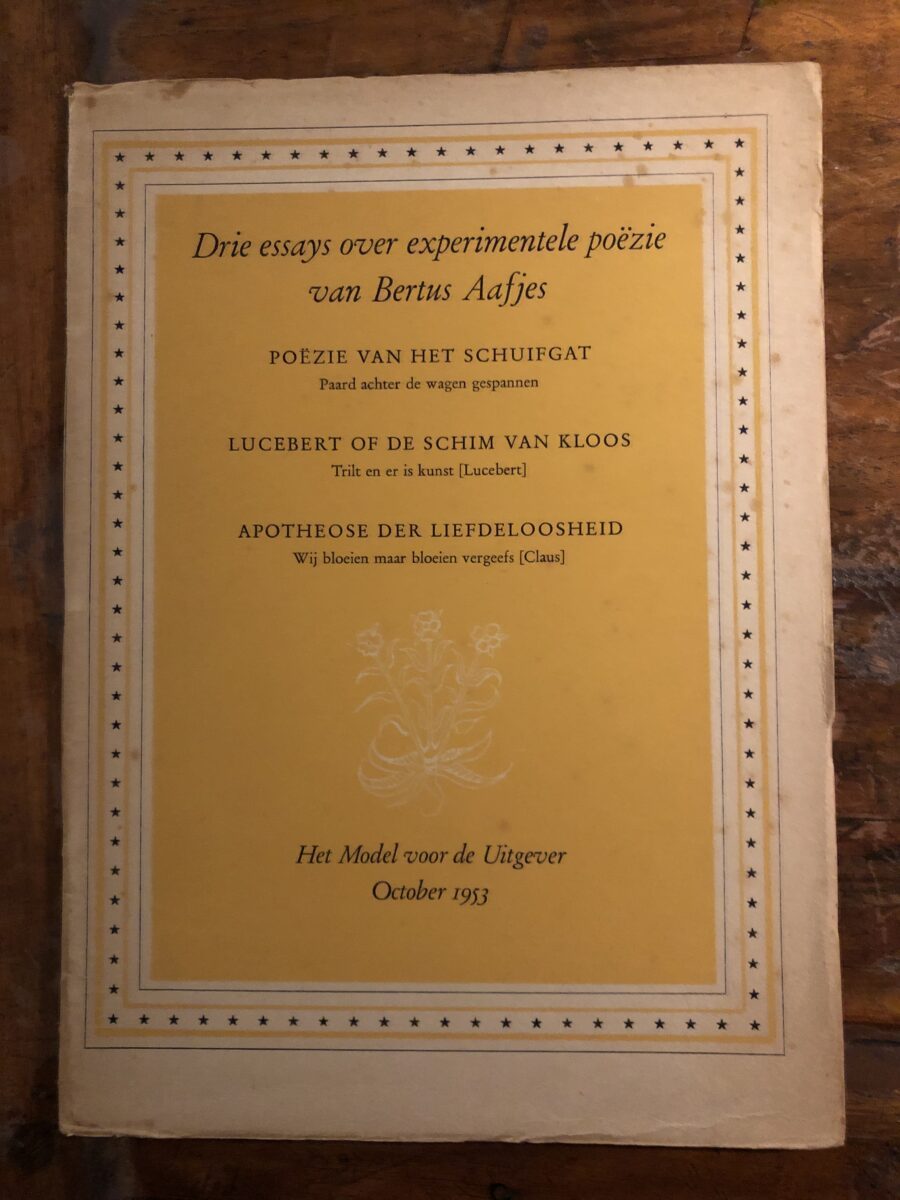 Drie essays over experimentele poëzie
van Bertus Aafjes
POËZIE VAN HET SCHUIFGAT
Paard achter de wagen gespannen
LUCEBERT OF DE SCHIM VAN KLOOS
Trilt en er is kunst [Lucebert]
APOTHEOSE DER LIEFDELOOSHEID
Wij bloeien maar bloeien vergeefs [Claus]
Het Model voor de Uitgever
October 1953